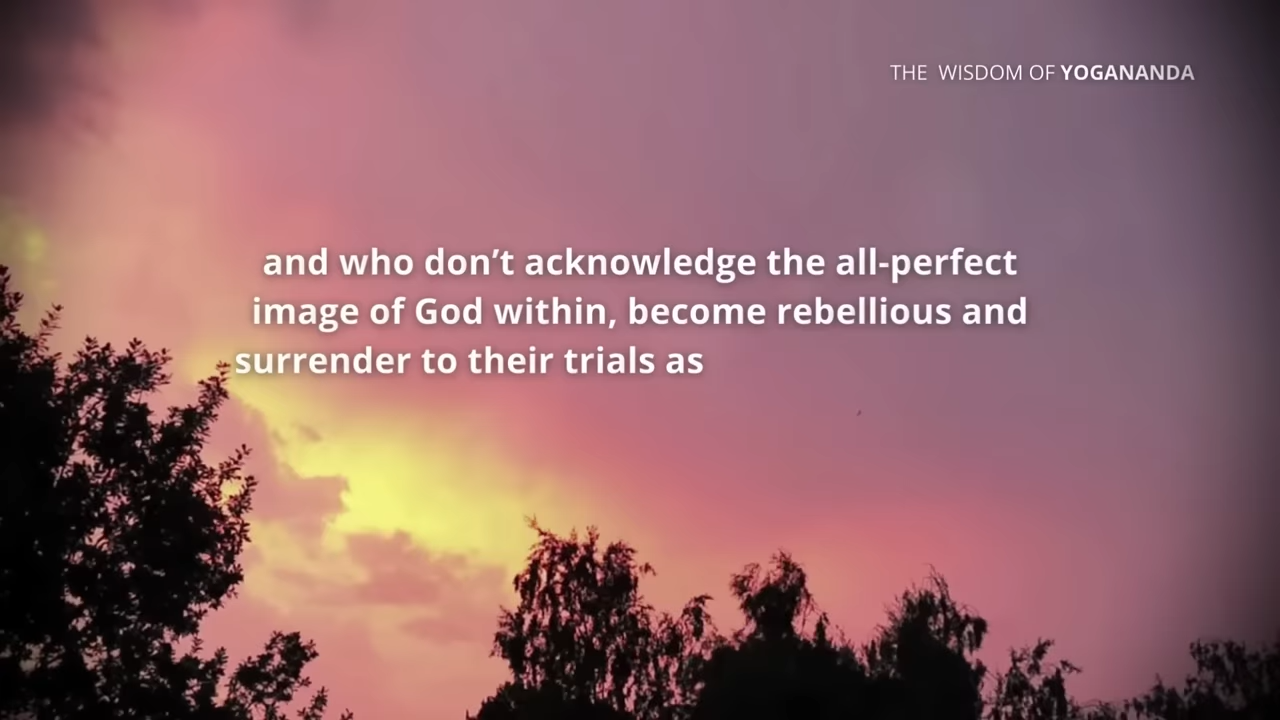 THE WISDOM OF YOGANANDA
and who don’t acknowledge the all-perfect
image of God within, become rebellious and
surrender to their trials as